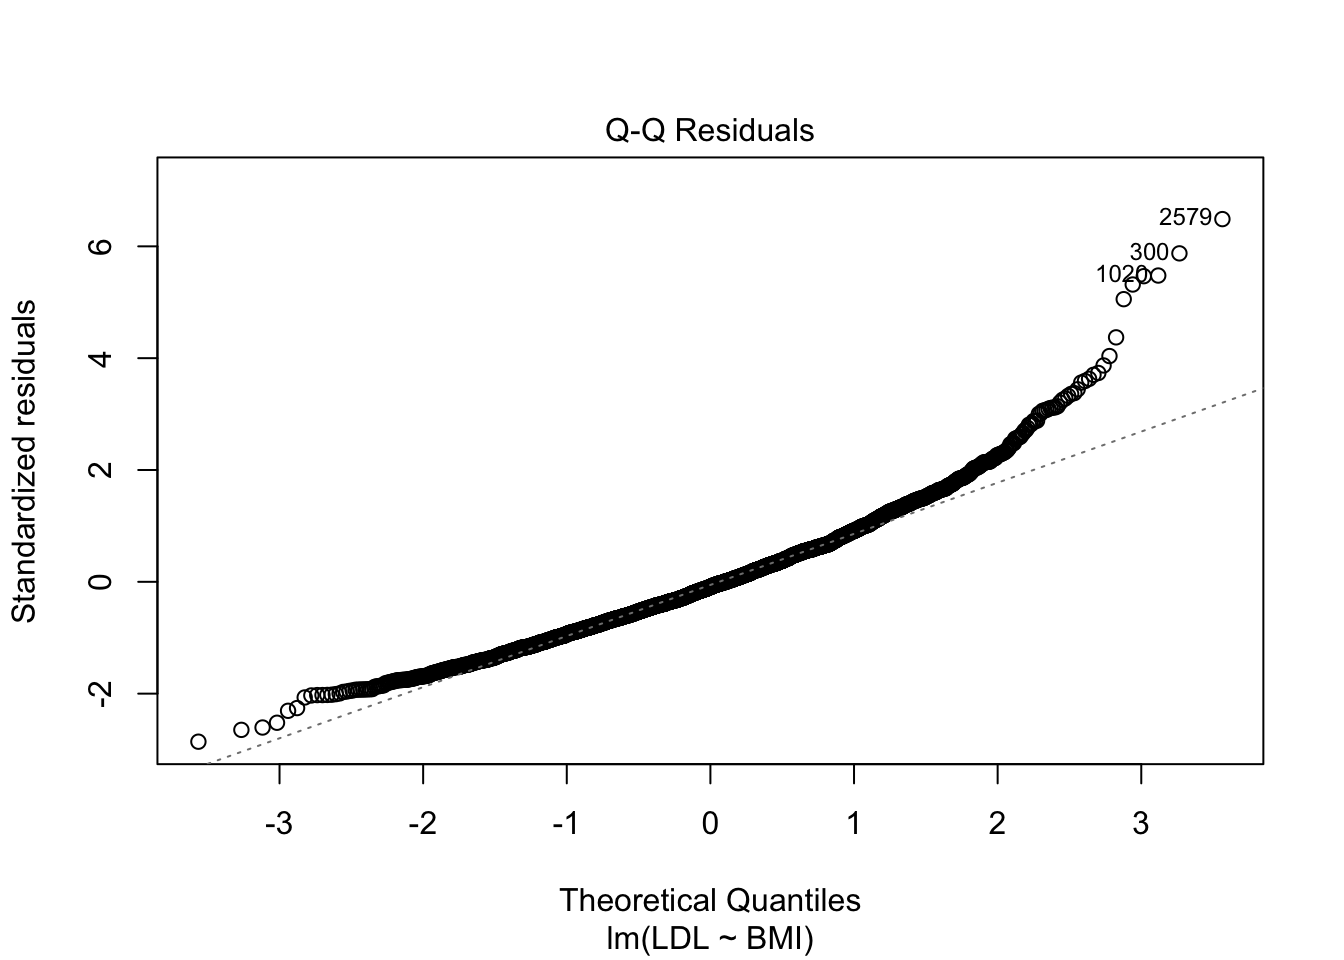 Q-Q Residuals
2579
300
1020
6
4
2
0
-2
Standardized residuals
-3 -2 -1 0 1 2 3
Theoretical Quantiles
lm(LDL ~ BMI)